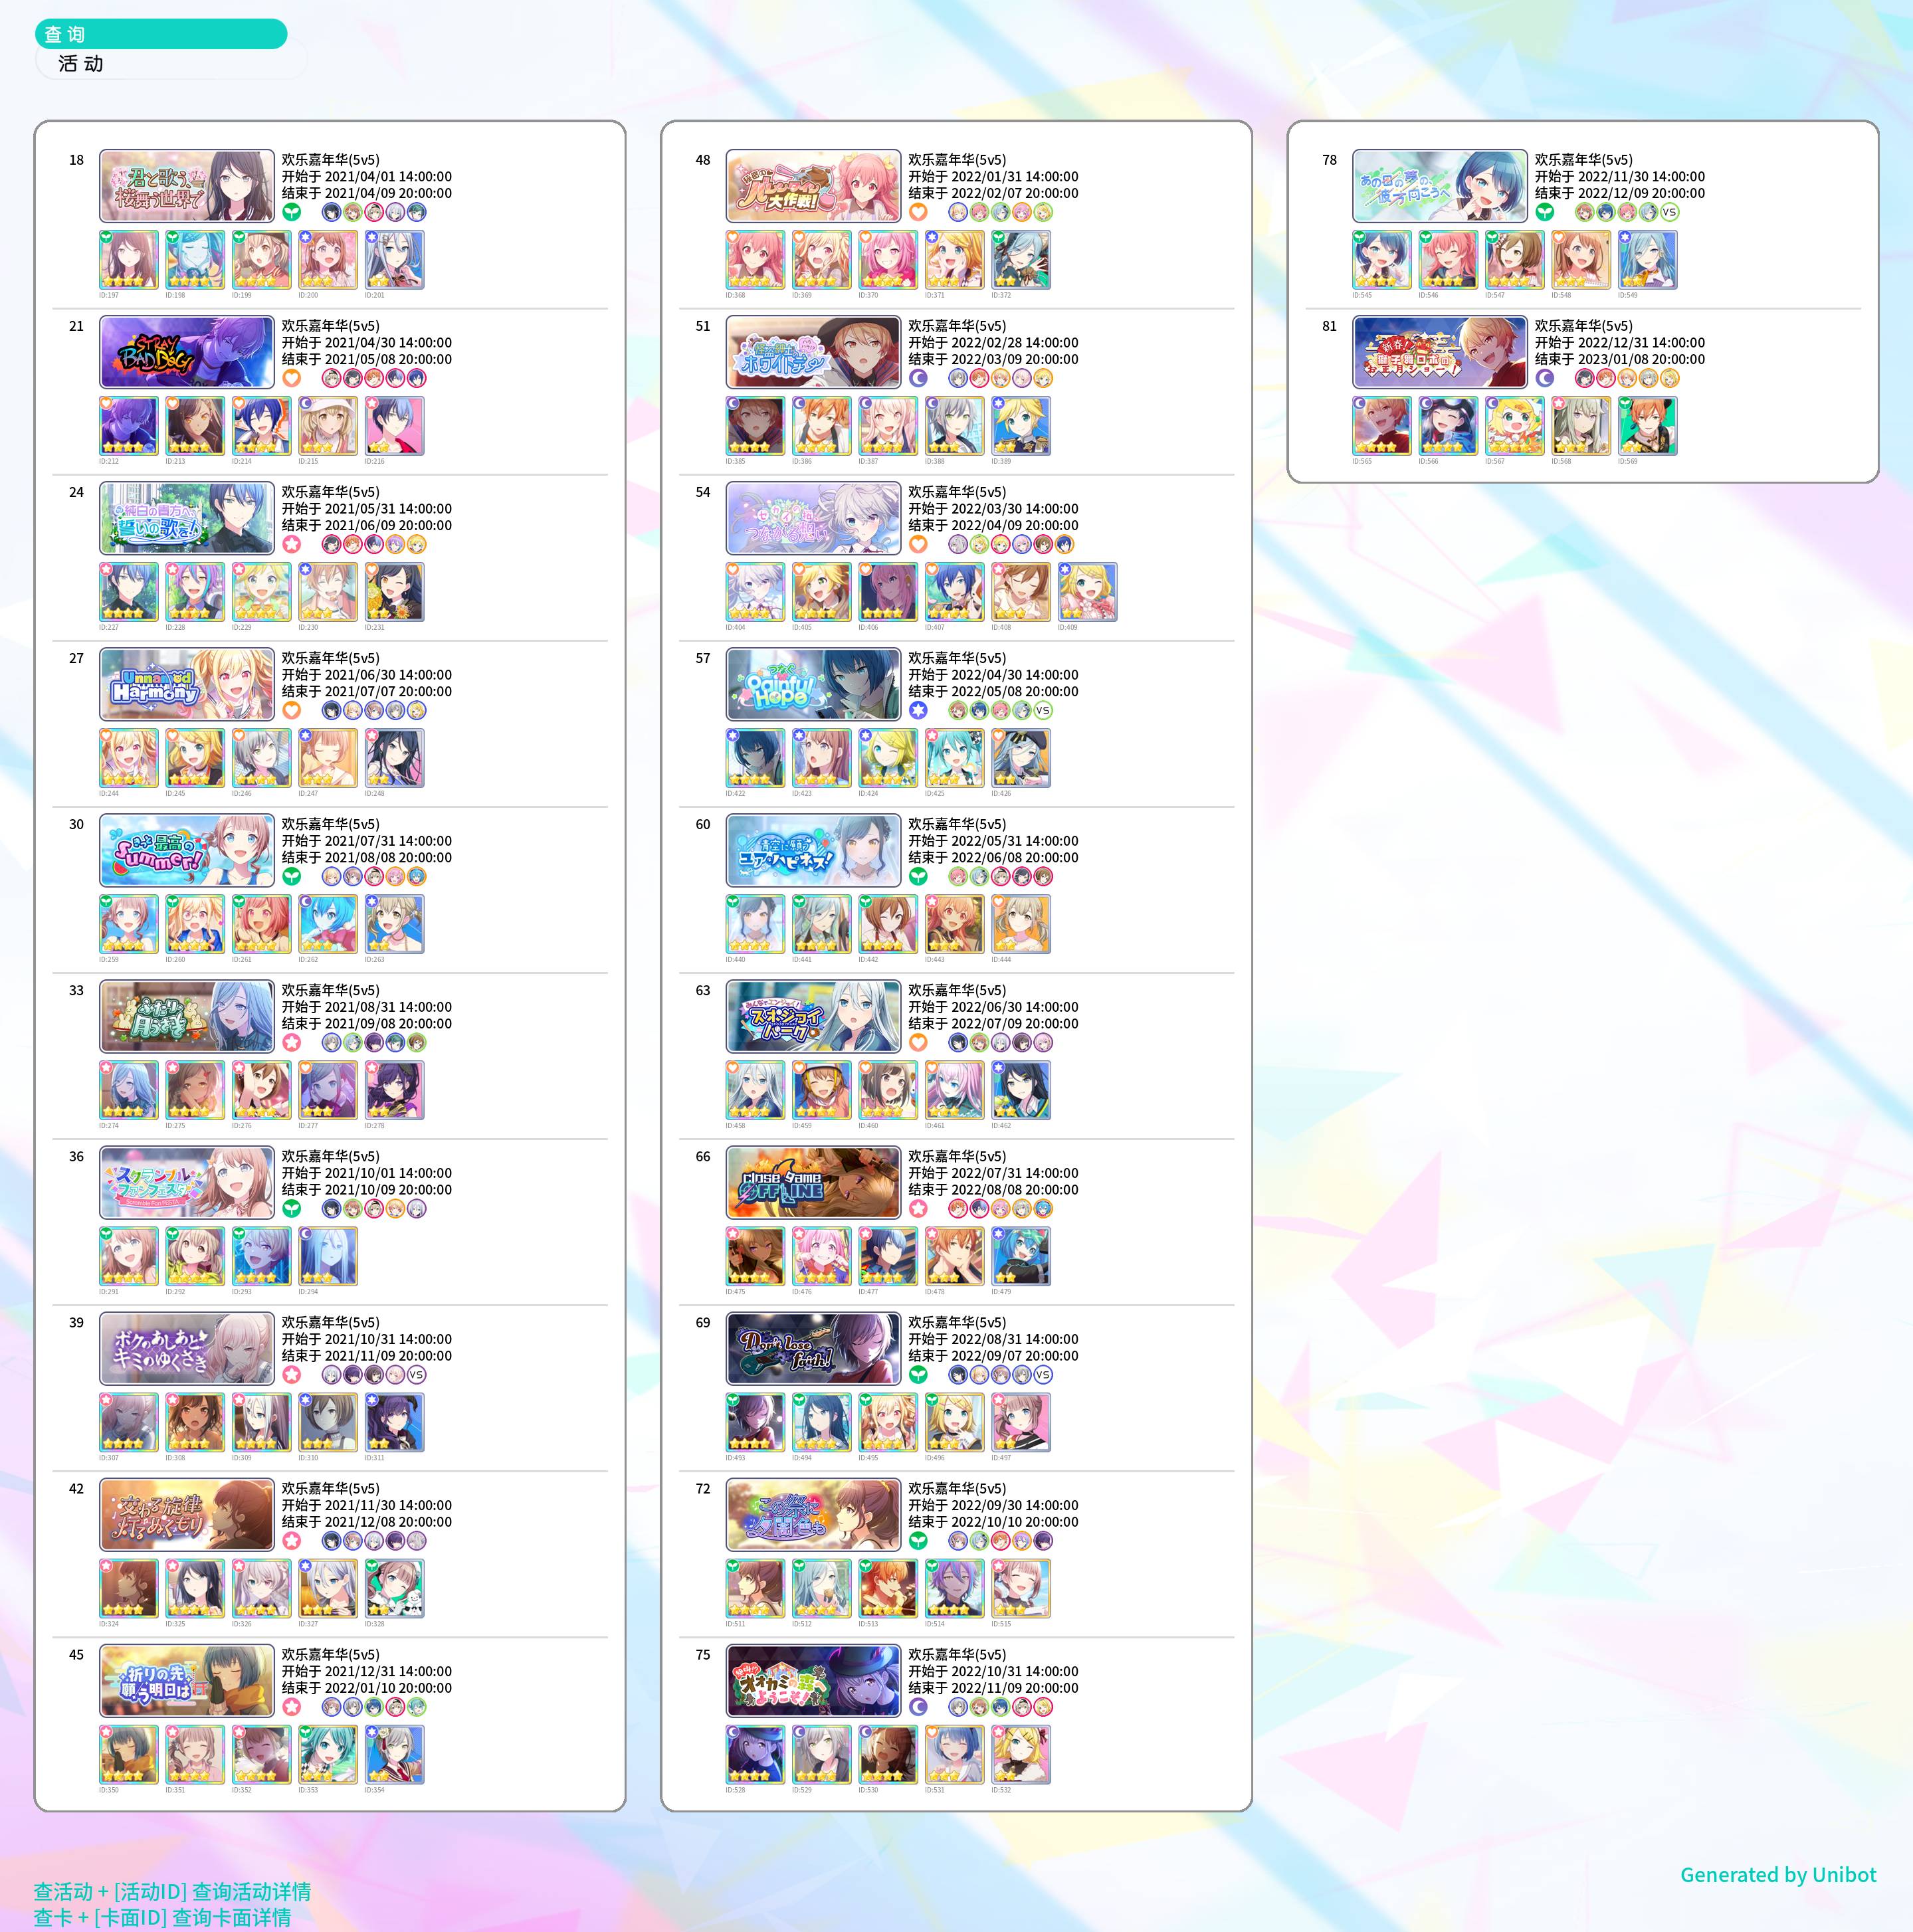 查询
活动
18
君と歌う、
桜舞う世界で
欢乐嘉年华(5v5)
开始于 2021/04/01 14:00:00
结束于 2021/04/09 20:00:00
ID:197 ID:198 ID:199 ID:200 ID:201
21
STRAY
BAD DOG
欢乐嘉年华(5v5)
开始于 2021/04/30 14:00:00
结束于 2021/05/08 20:00:00
ID:212 ID:213 ID:214 ID:215 ID:216
24
純白の貴方へ、
誓いの歌を!
欢乐嘉年华(5v5)
开始于 2021/05/31 14:00:00
结束于 2021/06/09 20:00:00
ID:227 ID:228 ID:229 ID:230 ID:231
27
Unnamed
Harmony
欢乐嘉年华(5v5)
开始于 2021/06/30 14:00:00
结束于 2021/07/07 20:00:00
ID:244 ID:245 ID:246 ID:247 ID:248
30
最高の
Summer!
欢乐嘉年华(5v5)
开始于 2021/07/31 14:00:00
结束于 2021/08/08 20:00:00
ID:259 ID:260 ID:261 ID:262 ID:263
33
ふたり
月うさぎ
欢乐嘉年华(5v5)
开始于 2021/08/31 14:00:00
结束于 2021/09/08 20:00:00
ID:274 ID:275 ID:276 ID:277 ID:278
36
スクランブル
ファンフェスタ
欢乐嘉年华(5v5)
开始于 2021/10/01 14:00:00
结束于 2021/10/09 20:00:00
ID:291 ID:292 ID:293 ID:294
39
ボクのあしあと
キミのゆくさき
欢乐嘉年华(5v5)
开始于 2021/10/31 14:00:00
结束于 2021/11/09 20:00:00
VS
ID:307 ID:308 ID:309 ID:310 ID:311
42
交わる旋律
灯るぬくもり
欢乐嘉年华(5v5)
开始于 2021/11/30 14:00:00
结束于 2021/12/08 20:00:00
ID:324 ID:325 ID:326 ID:327 ID:328
45
祈りの先
願う明日は
欢乐嘉年华(5v5)
开始于 2021/12/31 14:00:00
结束于 2022/01/10 20:00:00
ID:350 ID:351 ID:352 ID:353 ID:354
48
大作戦!
欢乐嘉年华(5v5)
开始于 2022/01/31 14:00:00
结束于 2022/02/07 20:00:00
ID:368 ID:369 ID:370 ID:371 ID:372
51
ホワイトデー
欢乐嘉年华(5v5)
开始于 2022/02/28 14:00:00
结束于 2022/03/09 20:00:00
ID:385 ID:386 ID:387 ID:388 ID:389
54
つながる想い
欢乐嘉年华(5v5)
开始于 2022/03/30 14:00:00
结束于 2022/04/09 20:00:00
ID:404 ID:405 ID:406 ID:407 ID:408 ID:409
57
つなぐ
Painful
Hope
欢乐嘉年华(5v5)
开始于 2022/04/30 14:00:00
结束于 2022/05/08 20:00:00
VS
ID:422 ID:423 ID:424 ID:425 ID:426
60
青空に願う
ユア・ハピネス!
欢乐嘉年华(5v5)
开始于 2022/05/31 14:00:00
结束于 2022/06/08 20:00:00
ID:440 ID:441 ID:442 ID:443 ID:444
63
みんなでエンジョイ!
スポジョイ
パーク
欢乐嘉年华(5v5)
开始于 2022/06/30 14:00:00
结束于 2022/07/09 20:00:00
ID:458 ID:459 ID:460 ID:461 ID:462
66
close game
OFFLINE
欢乐嘉年华(5v5)
开始于 2022/07/31 14:00:00
结束于 2022/08/08 20:00:00
ID:475 ID:476 ID:477 ID:478 ID:479
69
Don't lose
faith!
欢乐嘉年华(5v5)
开始于 2022/08/31 14:00:00
结束于 2022/09/07 20:00:00
VS
ID:493 ID:494 ID:495 ID:496 ID:497
72
この祭に
夕闇色も
欢乐嘉年华(5v5)
开始于 2022/09/30 14:00:00
结束于 2022/10/10 20:00:00
ID:511 ID:512 ID:513 ID:514 ID:515
75
オオカミの森へ
ようこそ!
欢乐嘉年华(5v5)
开始于 2022/10/31 14:00:00
结束于 2022/11/09 20:00:00
ID:528 ID:529 ID:530 ID:531 ID:532
78
あの日の夢の、
彼方向こうへ
欢乐嘉年华(5v5)
开始于 2022/11/30 14:00:00
结束于 2022/12/09 20:00:00
VS
ID:545 ID:546 ID:547 ID:548 ID:549
81
新春!
獅子舞ロボの
お正月ショー!
欢乐嘉年华(5v5)
开始于 2022/12/31 14:00:00
结束于 2023/01/08 20:00:00
ID:565 ID:566 ID:567 ID:568 ID:569
查活动 + [活动ID] 查询活动详情
查卡 + [卡面ID] 查询卡面详情
Generated by Unibot